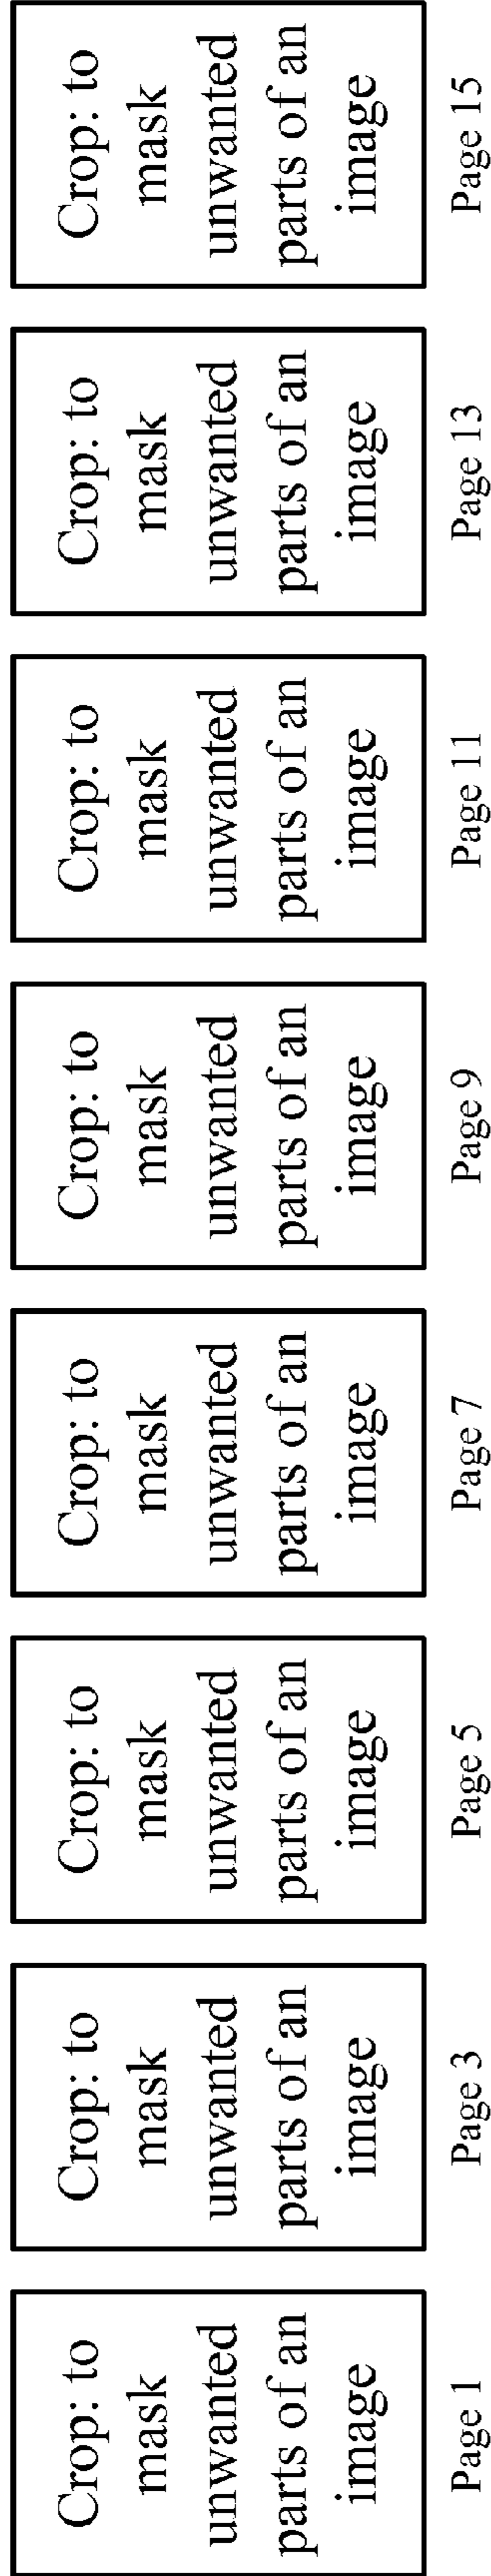 Crop: to
mask
unwanted
parts of an
image
Page 1
Crop: to
mask
unwanted
parts of an
image
Page 3
Crop: to
mask
unwanted
parts of an
image
Page 5
Crop: to
mask
unwanted
parts of an
image
Page 7
Crop: to
mask
unwanted
parts of an
image
Page 9
Crop: to
mask
unwanted
parts of an
image
Page 11
Crop: to
mask
unwanted
parts of an
image
Page 13
Crop: to
mask
unwanted
parts of an
image
Page 15